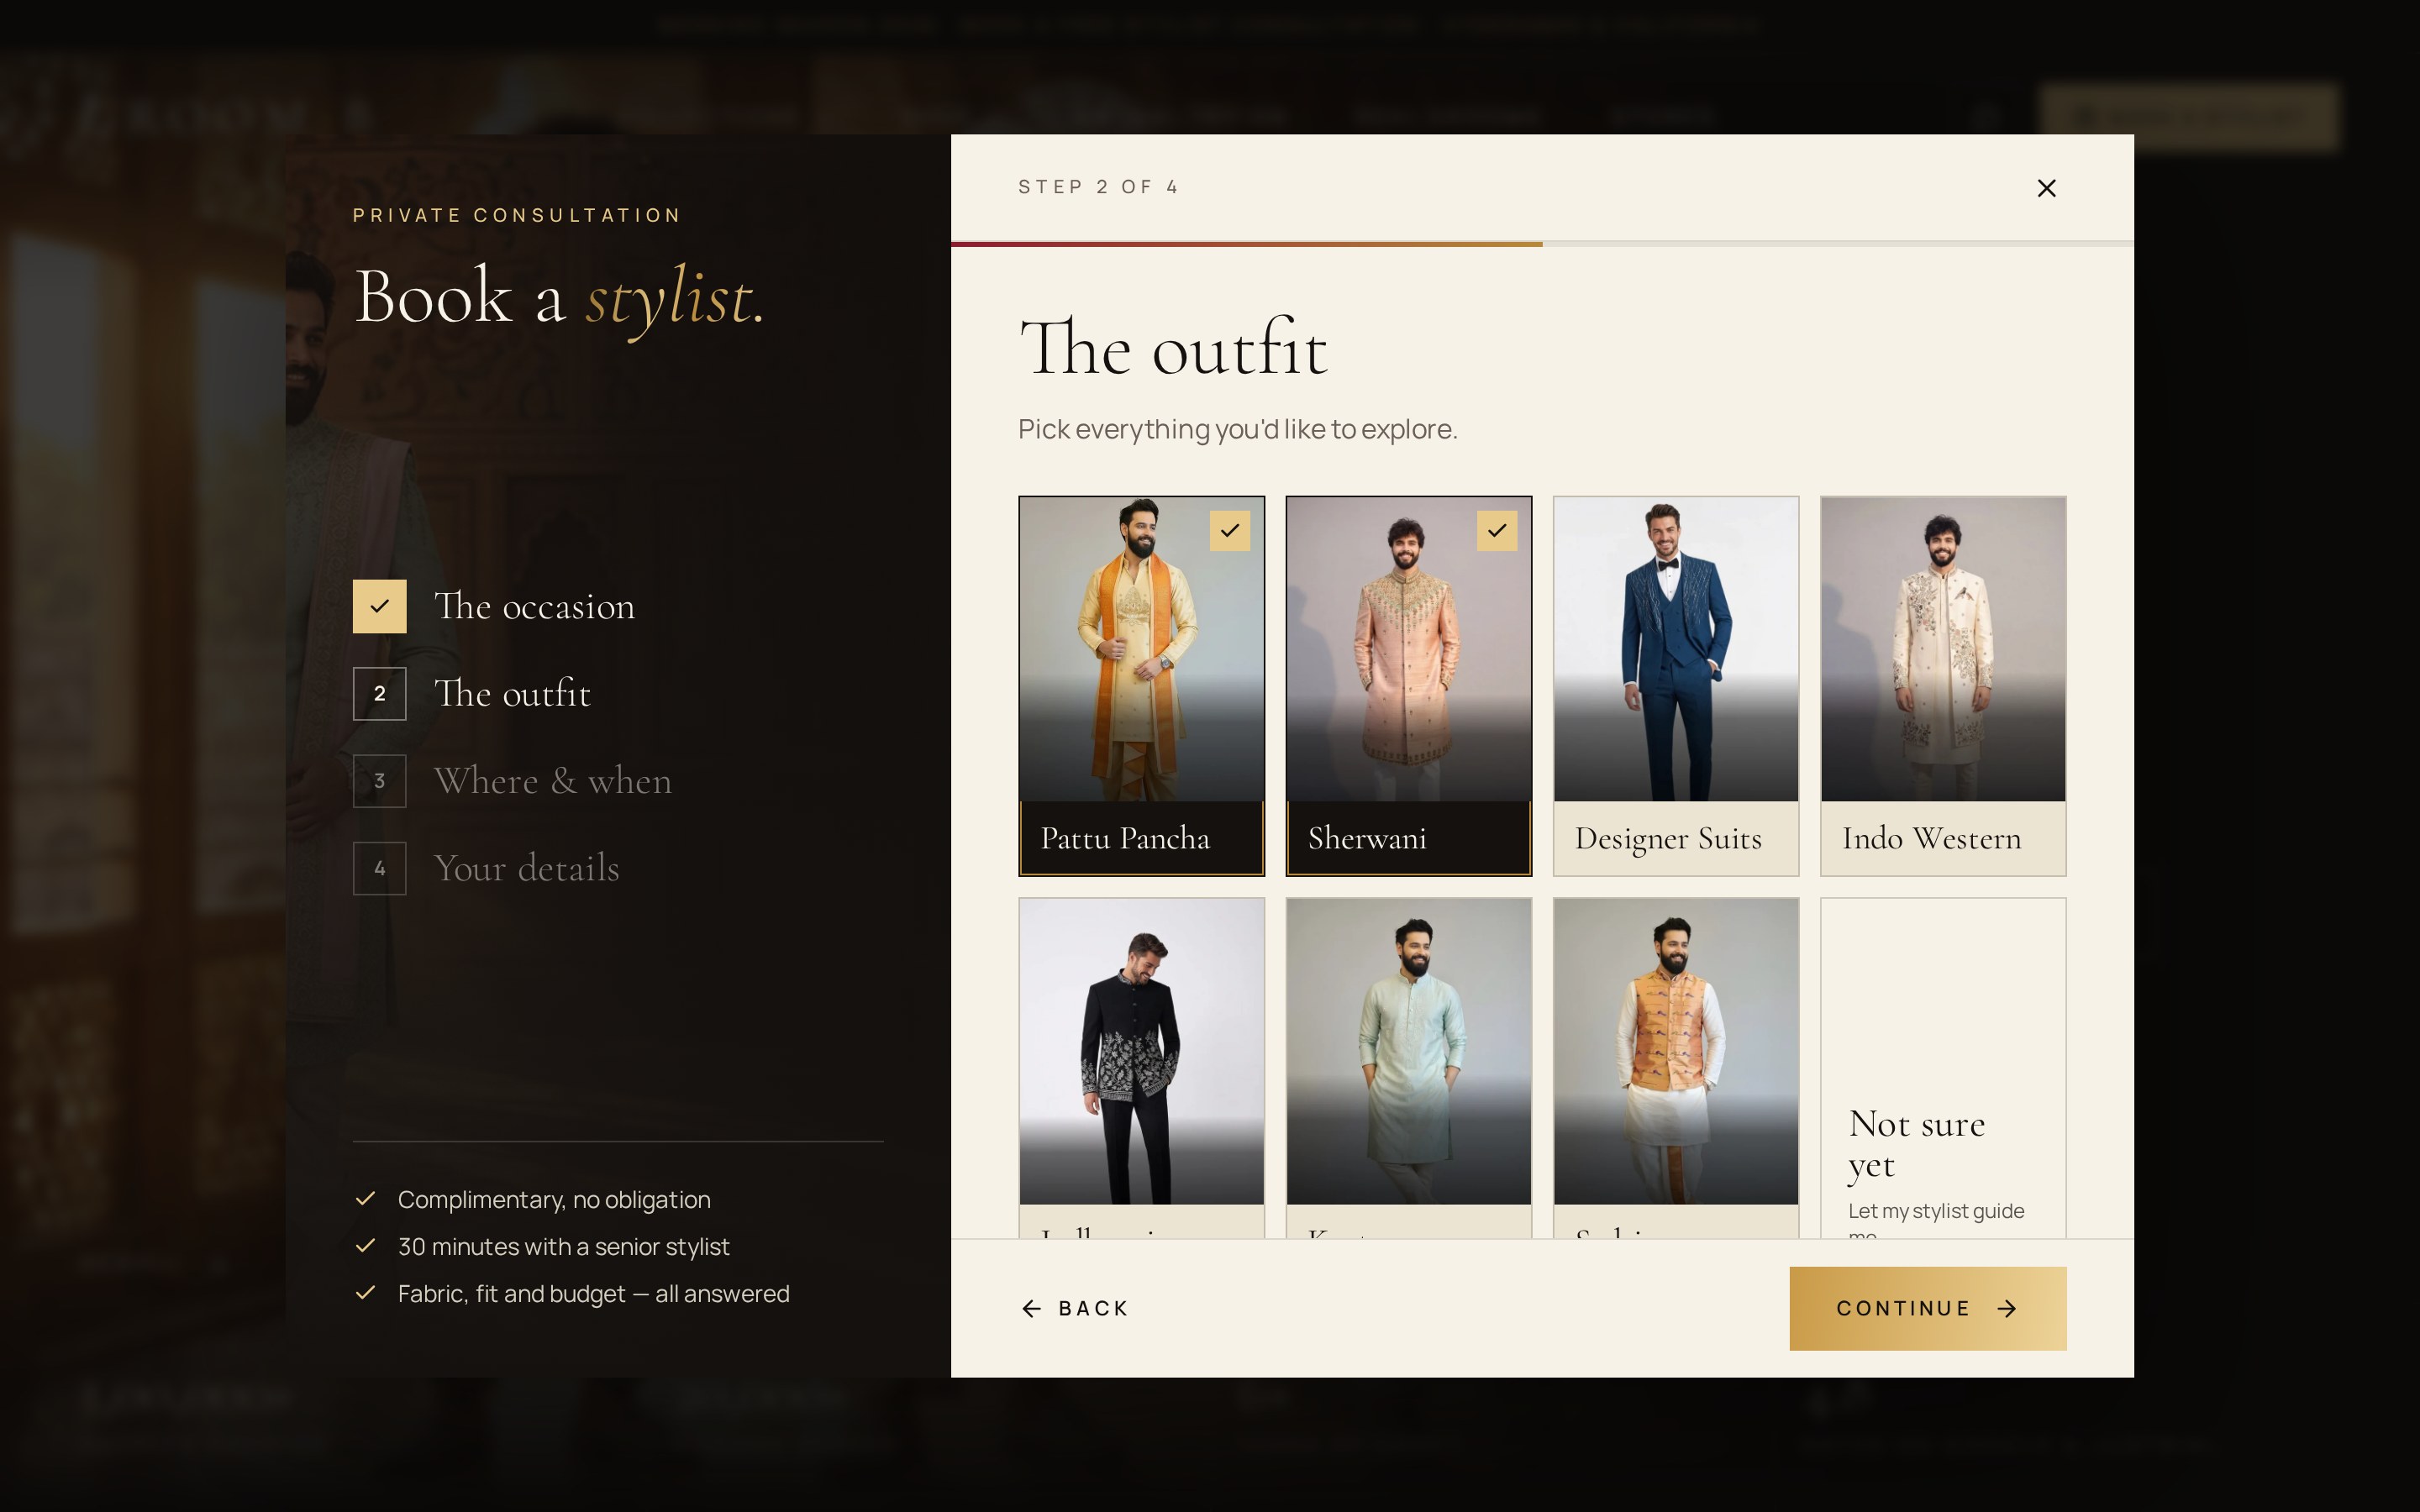 PRIVATE CONSULTATION
Book a stylist.
The occasion
2
The outfit
3
Where & when
4
Your details
Complimentary, no obligation
30 minutes with a senior stylist
Fabric, fit and budget — all answered
STEP 2 OF 4
The outfit
Pick everything you'd like to explore.
Pattu Pancha
Sherwani
Designer Suits
Indo Western
Not sure
yet
Let my stylist guide
me
BACK
CONTINUE